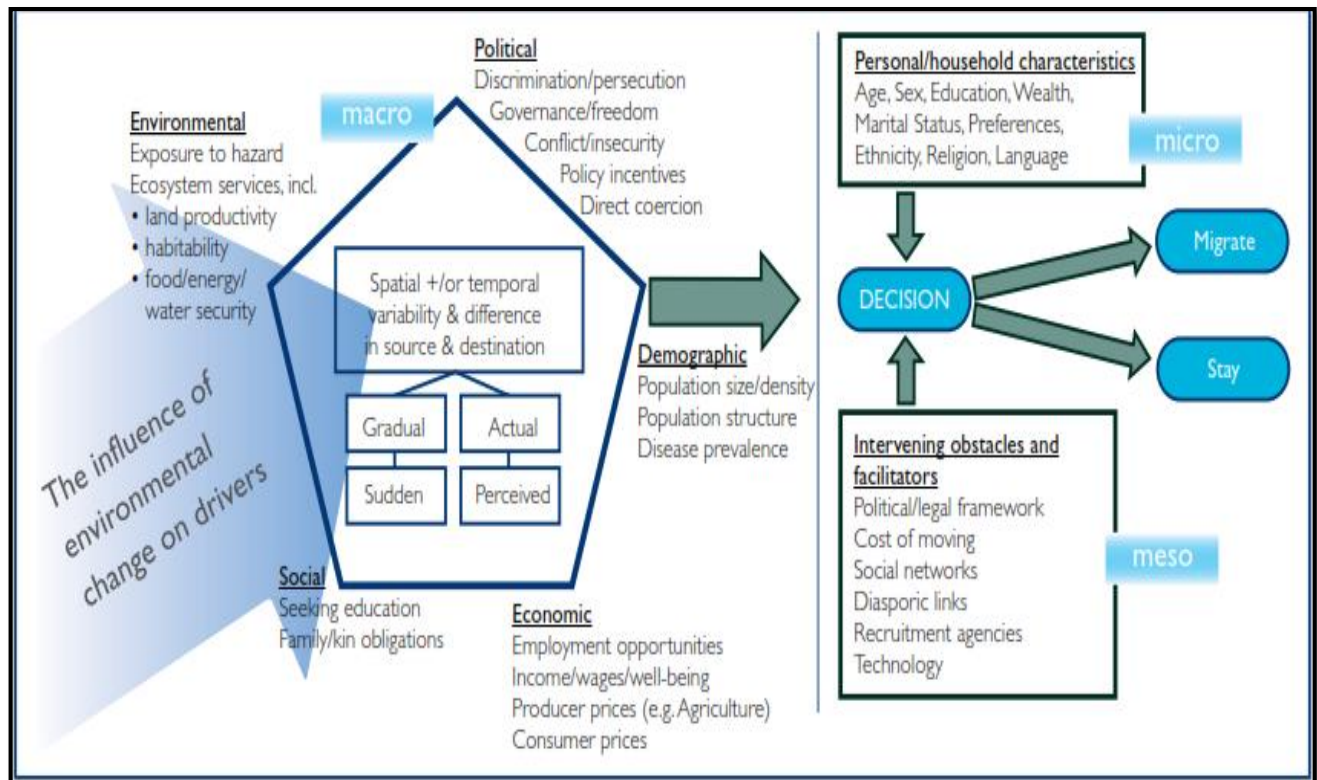 Political
Discrimination/persecution
Governance/freedom
Conflict/insecurity
Policy incentives
Direct coercion
macro
Environmental
Exposure to hazard
Ecosystem services, incl.
• land productivity
• habitability
• food/energy/
water security
Spatial +/or temporal
variability & difference
in source & destination
Gradual
Actual
Sudden
Perceived
The influence of
environmental
change on drivers
Demographic
Population size/density
Population structure
Disease prevalence
Social
Seeking education
Family/kin obligations
Economic
Employment opportunities
Income/wages/well-being
Producer prices (e.g. Agriculture)
Consumer prices
Personal/household characteristics
Age, Sex, Education, Wealth,
Marital Status, Preferences,
Ethnicity, Religion, Language
micro
DECISION
Migrate
Stay
Intervening obstacles and
facilitators
Political/legal framework
Cost of moving
Social networks
Diasporic links
Recruitment agencies
Technology
meso